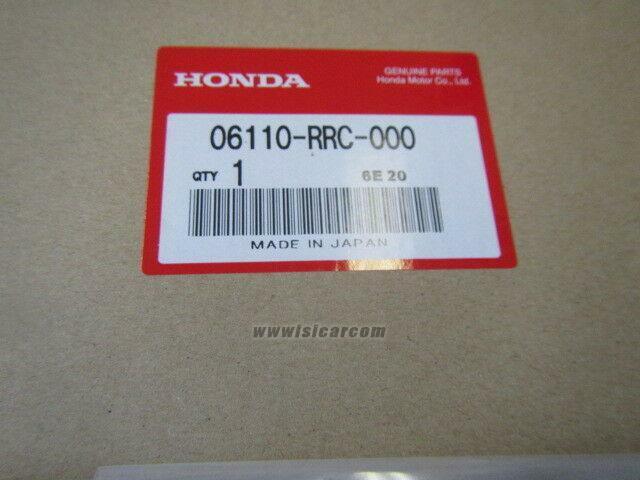 HONDA
GENUINE PARTS
Honda Motor Co., Ltd.
06110-RRC-000
QTY 1 6E 20
MADE IN JAPAN
wwwisicarcom